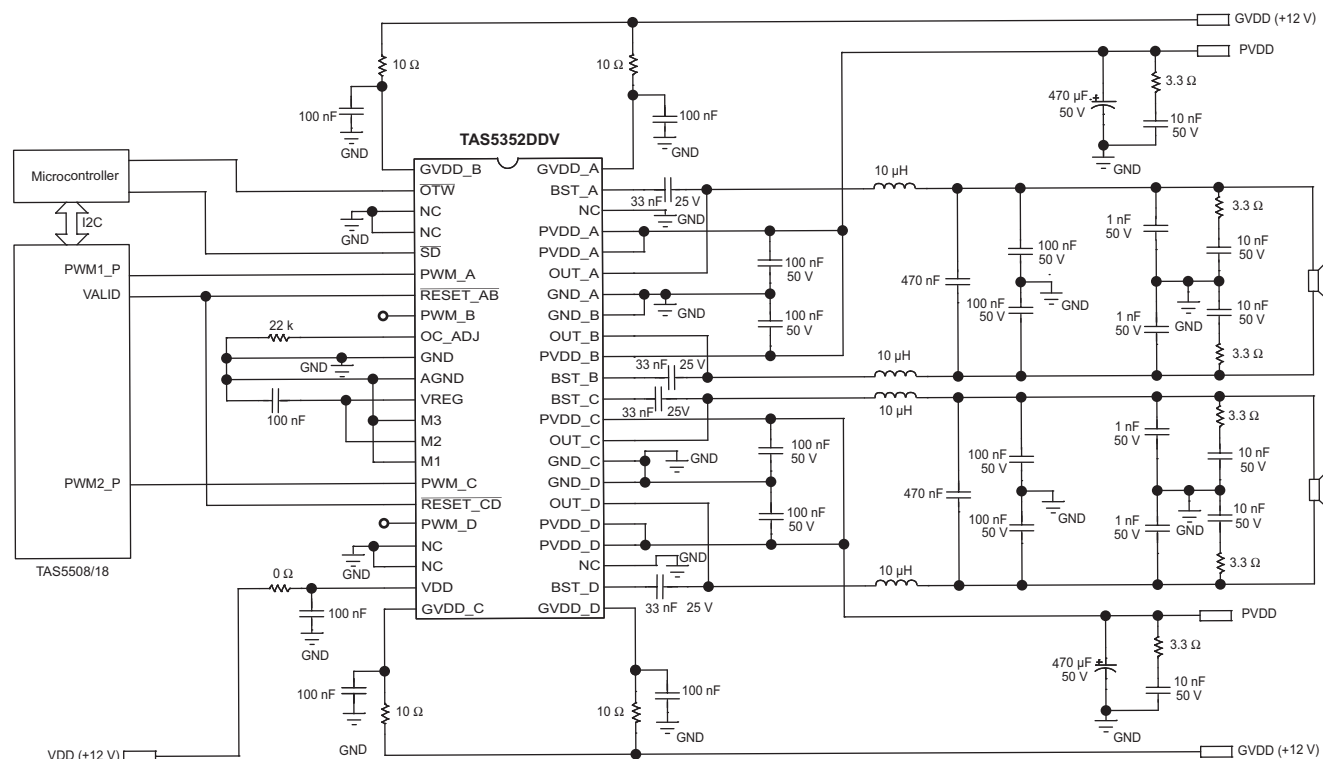 GVDD (+12 V)
PVDD
10 Ω
10 Ω
3.3 Ω
470 µF
50 V
10 nF
50 V
100 nF
100 nF
GND
GND
GND
TAS5352DDV
Microcontroller
I2C
PWM1_P
VALID
PWM2_P
TAS5508/18
GVDD_B
OTW
NC
NC
SD
PWM_A
RESET_AB
PWM_B
OC_ADJ
GND
AGND
VREG
M3
M2
M1
PWM_C
RESET_CD
PWM_D
NC
NC
VDD
GVDD_C
GVDD_A
BST_A
NC
PVDD_A
PVDD_A
OUT_A
GND_A
GND_B
OUT_B
PVDD_B
BST_B
BST_C
PVDD_C
OUT_C
GND_C
GND_D
OUT_D
PVDD_D
PVDD_D
NC
BST_D
GVDD_D
GND
22 k
GND
100 nF
GND
0 Ω
100 nF
GND
33 nF 25 V
GND
100 nF
50 V
GND
100 nF
50 V
33 nF 25 V
33 nF 25V
100 nF
50 V
GND
100 nF
50 V
GND
33 nF 25 V
10 µH
470 nF
100 nF
50 V
GND
100 nF
50 V
1 nF
50 V
3.3 Ω
10 nF
50 V
GND
1 nF
50 V
10 nF
50 V
3.3 Ω
10 µH
10 µH
470 nF
100 nF
50 V
GND
100 nF
50 V
1 nF
50 V
3.3 Ω
10 nF
50 V
GND
1 nF
50 V
10 nF
50 V
3.3 Ω
10 µH
PVDD
3.3 Ω
470 µF
50 V
10 nF
50 V
GND
100 nF
10 Ω
GND
10 Ω
100 nF
GND
VDD (+12 V)
GVDD (+12 V)